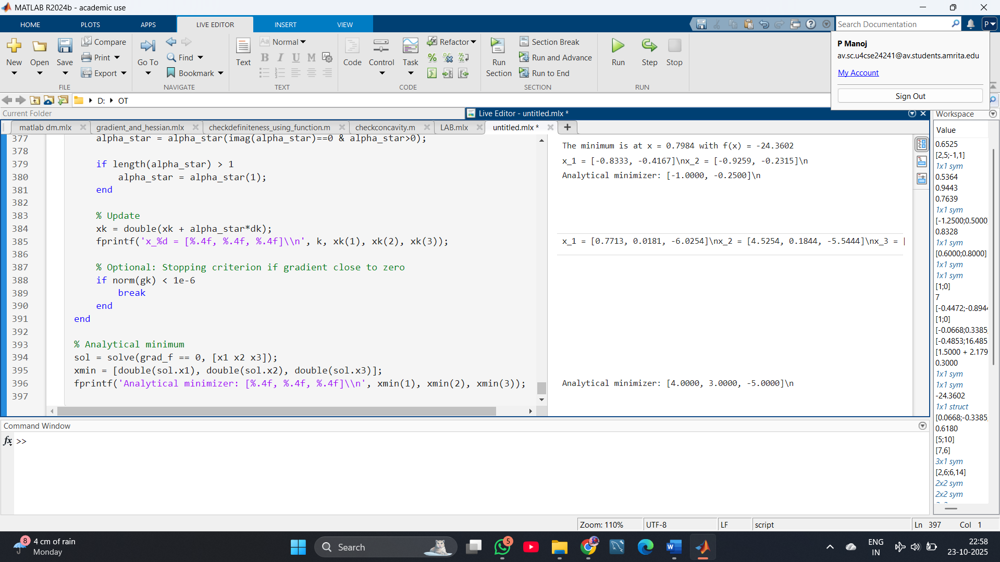 MATLAB R2024b - academic use
HOME PLOTS APPS LIVE EDITOR INSERT VIEW
Search Documentation
P
P Manoj
av.sc.u4cse24241@av.students.amrita.edu
My Account
Sign Out
New Open Save Compare Print Export
FILE
Go To Find Bookmark
NAVIGATE
Text Normal
B I U M
TEXT
Code Control Task Refactor
CODE
Run Section Section Break
Run and Advance
Run to End
SECTION
Run Step Stop
RUN
D: OT
Current Folder
Live Editor - untitled.mlx *
Workspace
matlab dm.mlx gradient_and_hessian.mlx checkdefiniteness_using_function.m checkconcavity.m LAB.mlx untitled.mlx *
377 alpha_star = alpha_star(imag(alpha_star)==0 & alpha_star>0);
378
379 if length(alpha_star) > 1
380 alpha_star = alpha_star(1);
381 end
382
383 % Update
384 xk = double(xk + alpha_star*dk);
385 fprintf('x_%d = [%.4f, %.4f, %.4f]\\n', k, xk(1), xk(2), xk(3));
386
387 % Optional: Stopping criterion if gradient close to zero
388 if norm(gk) < 1e-6
389 break
390 end
391 end
392
393 % Analytical minimum
394 sol = solve(grad_f == 0, [x1 x2 x3]);
395 xmin = [double(sol.x1), double(sol.x2), double(sol.x3)];
396 fprintf('Analytical minimizer: [%.4f, %.4f, %.4f]\\n', xmin(1), xmin(2), xmin(3));
397
The minimum is at x = 0.7984 with f(x) = -24.3602
x_1 = [-0.8333, -0.4167]\nx_2 = [-0.9259, -0.2315]\n
Analytical minimizer: [-1.0000, -0.2500]\n
x_1 = [0.7713, 0.0181, -6.0254]\nx_2 = [4.5254, 0.1844, -5.5444]\nx_3 = [
Analytical minimizer: [4.0000, 3.0000, -5.0000]\n
Value
0.6525
[2,5;-1,1]
1x1 sym
0.5364
0.9443
0.7639
1x1 sym
[-1.2500;0.5000
0.8328
1x1 sym
[0.6000;0.8000]
1x1 sym
1x1 sym
[1;0]
7
[-0.4472;-0.894
[1;0]
[-0.0668;0.3385
[-0.4853;16.485
[1.5000 + 2.179
0.3000
1x1 sym
1x1 sym
-24.3602
1x1 struct
[0.0668;-0.3385
0.6180
[5;10]
[7,6]
3x1 sym
[2,6;6,14]
2x2 sym
2x2 sym
Command Window
fx >>
Zoom: 110% UTF-8 LF script Ln 397 Col 1
8
4 cm of rain
Monday
Search
5
ENG
IN
22:58
23-10-2025